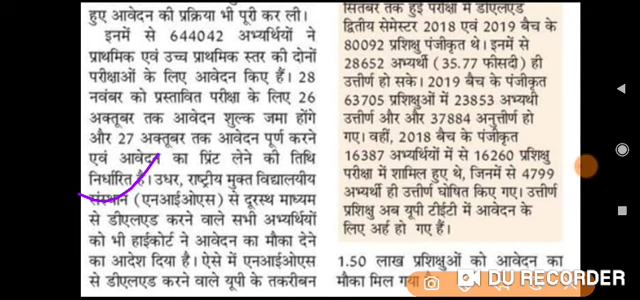 हुए आवेदन की प्रक्रिया भी पूरी कर ली।
इनमें से 644042 अभ्यर्थियों ने
प्राथमिक एवं उच्च प्राथमिक स्तर की दोनों
परीक्षाओं के लिए आवेदन किए हैं। 28
नवंबर को प्रस्तावित परीक्षा के लिए 26
अक्तूबर तक आवेदन शुल्क जमा होंगे
और 27 अक्तूबर तक आवेदन पूर्ण करने
एवं आवेदन का प्रिंट लेने की तिथि
निर्धारित है। उधर, राष्ट्रीय मुक्त विद्यालयीय
संस्थान (एनआईओएस) से दूरस्थ माध्यम
से डीएलएड करने वाले सभी अभ्यर्थियों
को भी हाईकोर्ट ने आवेदन का मौका देने
का आदेश दिया है। ऐसे में एनआईओएस
से डीएलएड करने वाले यूपी के तकरीबन
सितंबर तक हुई परीक्षा में डीएलएड
द्वितीय सेमेस्टर 2018 एवं 2019 बैच के
80092 प्रशिक्षु पंजीकृत थे। इनमें से
28652 अभ्यर्थी (35.77 फीसदी) ही
उत्तीर्ण हो सके। 2019 बैच के पंजीकृत
63705 प्रशिक्षुओं में 23853 अभ्यथी
उत्तीर्ण और और 37884 अनुत्तीर्ण हो
गए। वहीं, 2018 बैच के पंजीकृत
16387 अभ्यर्थियों में से 16260 प्रशिक्षु
परीक्षा में शामिल हुए थे, जिनमें से 4799
अभ्यर्थी ही उत्तीर्ण घोषित किए गए। उत्तीर्ण
प्रशिक्षु अब यूपी टीईटी में आवेदन के
लिए अर्ह हो गए हैं।
1.50 लाख प्रशिक्षुओं को आवेदन का
मौका मिल गया
DU RECORDER